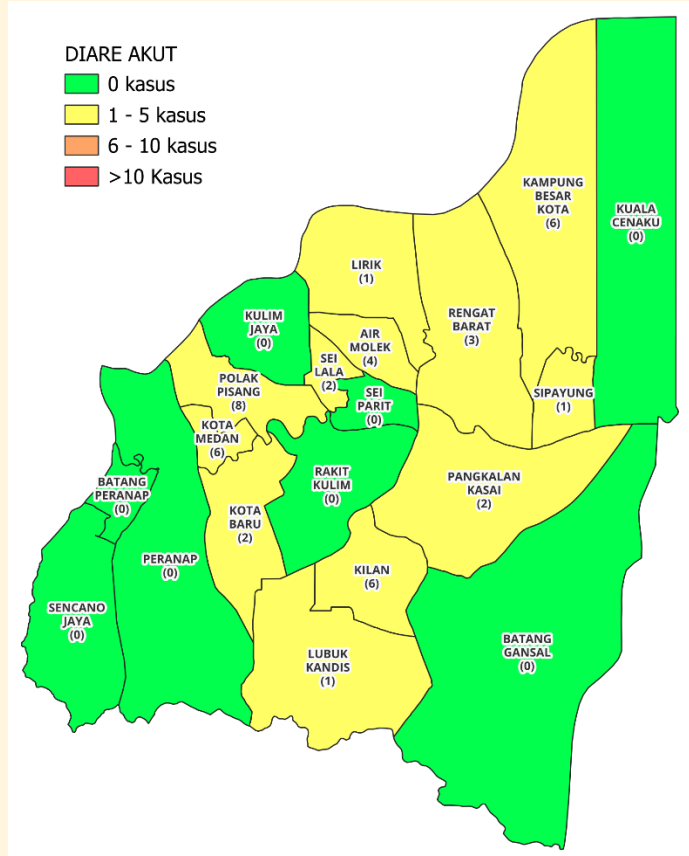 DIARE AKUT
0 kasus
1 - 5 kasus
6 - 10 kasus
>10 Kasus
KAMPUNG
BESAR
KOTA
(6)
KUALA
CENAKU
(0)
LIRIK
(1)
KULIM
JAYA
(0)
RENGAT
BARAT
(3)
AIR
MOLEK
(4)
SEI
LALA
(2)
POLAK
PISANG
(8)
SEI
PARIT
(0)
SIPAYUNG
(1)
KOTA
MEDAN
(6)
BATANG
PERANAP
(0)
RAKIT
KULIM
(0)
PANGKALAN
KASAI
(2)
KOTA
BARU
(2)
PERANAP
(0)
KILAN
(6)
SENCANO
JAYA
(0)
LUBUK
KANDIS
(1)
BATANG
GANSAL
(0)